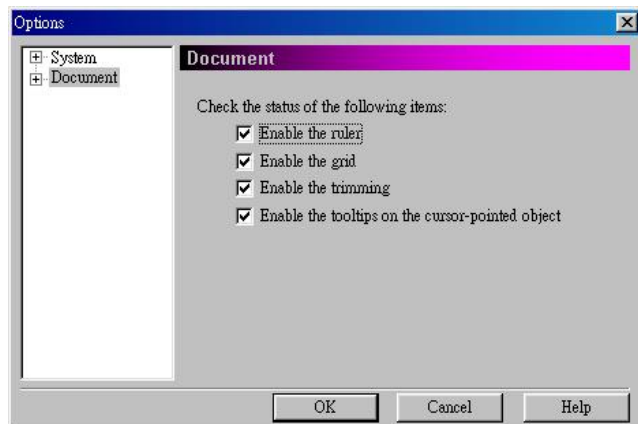 Options
System
Document
Document
Check the status of the following items:
Enable the ruler
Enable the grid
Enable the trimming
Enable the tooltips on the cursor-pointed object
OK
Cancel
Help